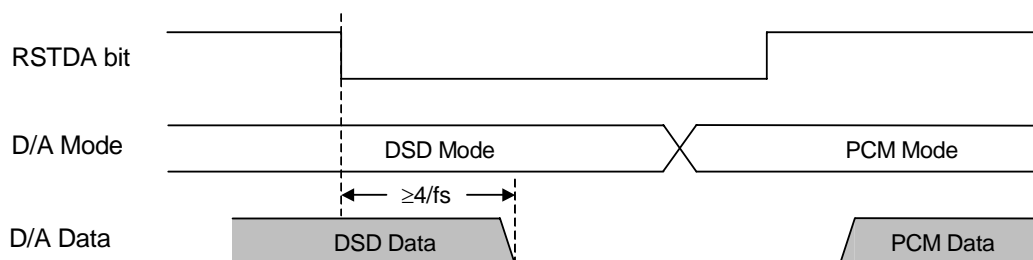 RSTDA bit
D/A Mode
DSD Mode
PCM Mode
≥4/fs
D/A Data
DSD Data
PCM Data